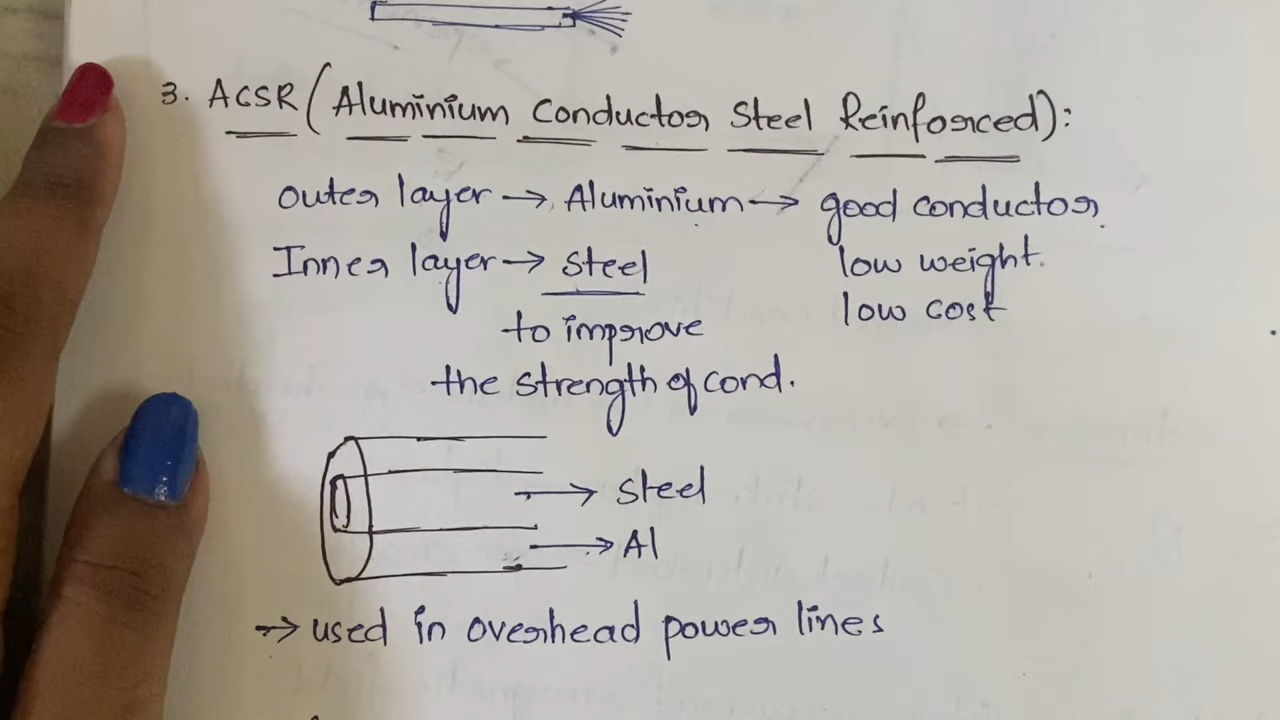 3. ACSR (Aluminium Conductor Steel Reinforced):
Outer layer → Aluminium → good conductor
low weight.
low cost
Inner layer → Steel
to improve
the strength of cond.
→ Steel
→ Al
→ used in overhead power lines